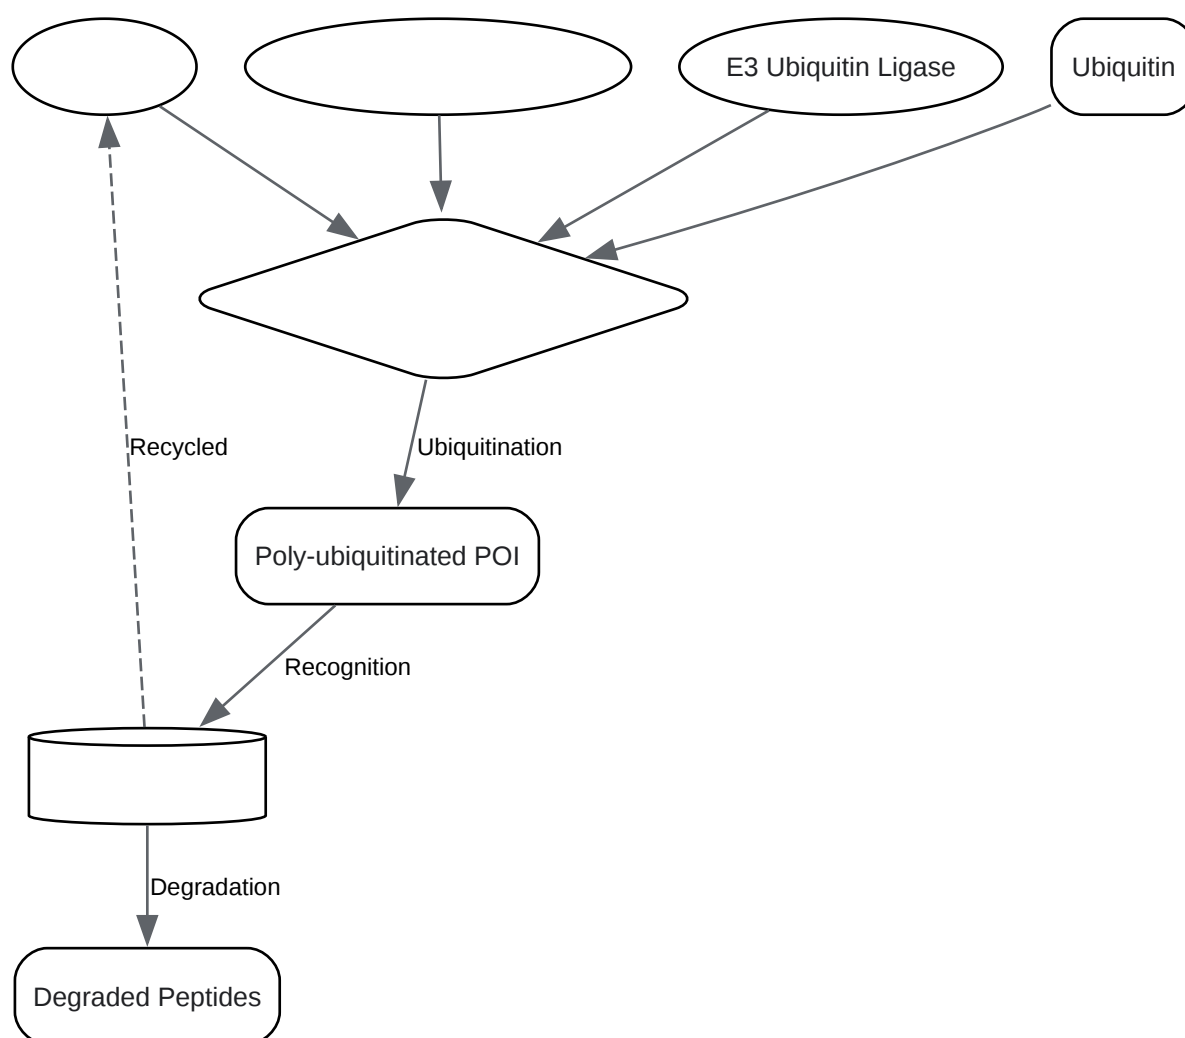 E3 Ubiquitin Ligase
Ubiquitin
Recycled
Ubiquitination
Poly-ubiquitinated POI
Recognition
Degradation
Degraded Peptides